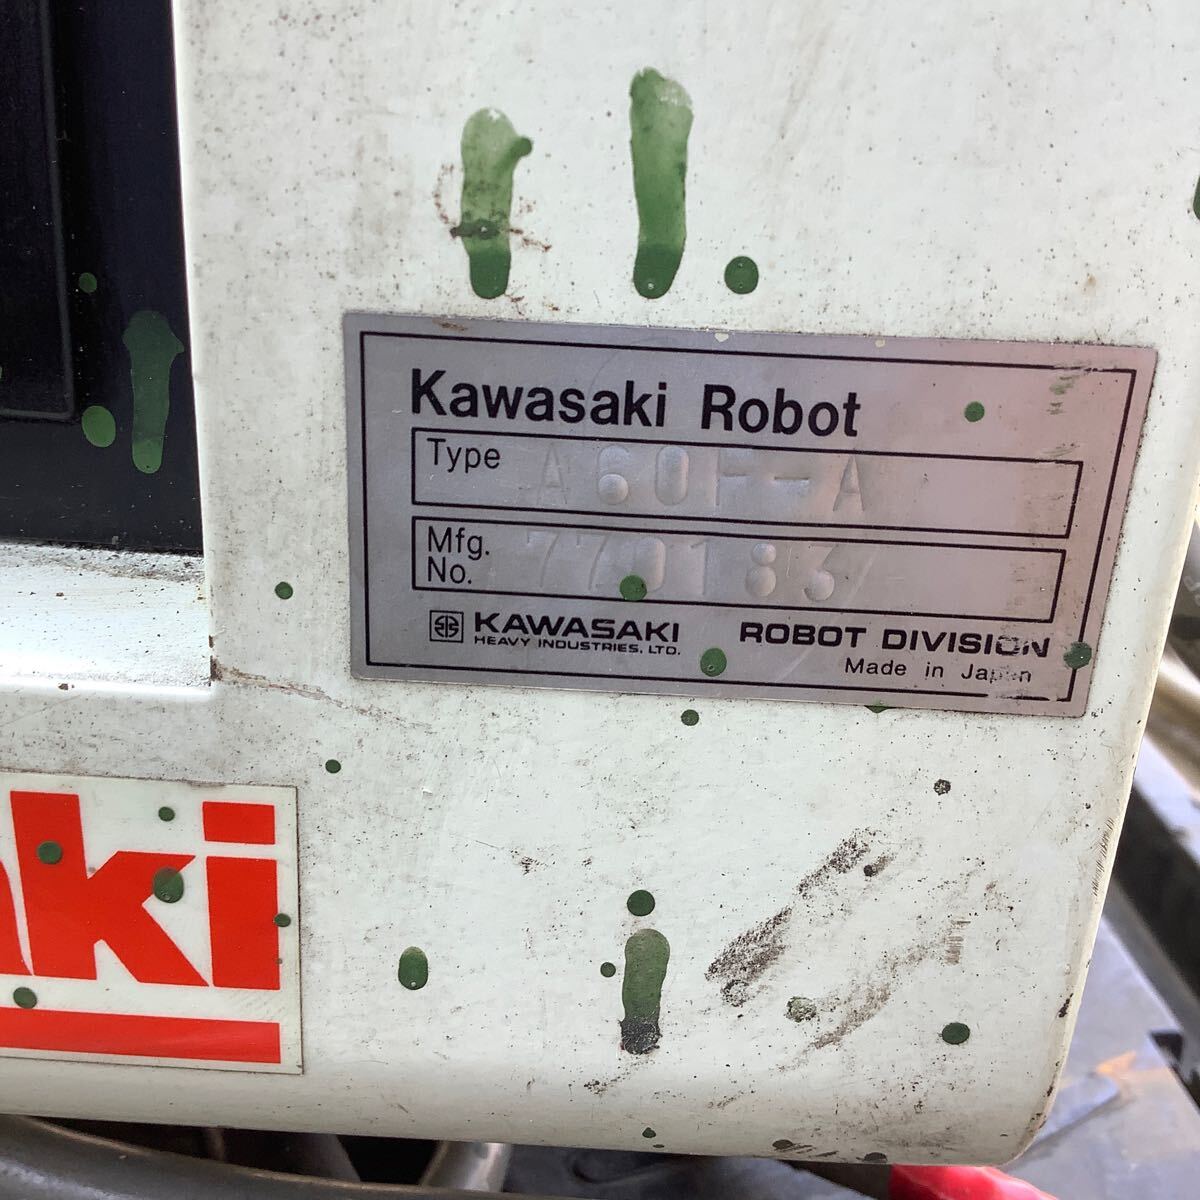 Kawasaki Robot
Type A60F-A
Mfg. No. 770183
KAWASAKI
HEAVY INDUSTRIES, LTD.
ROBOT DIVISION
Made in Japan
aki